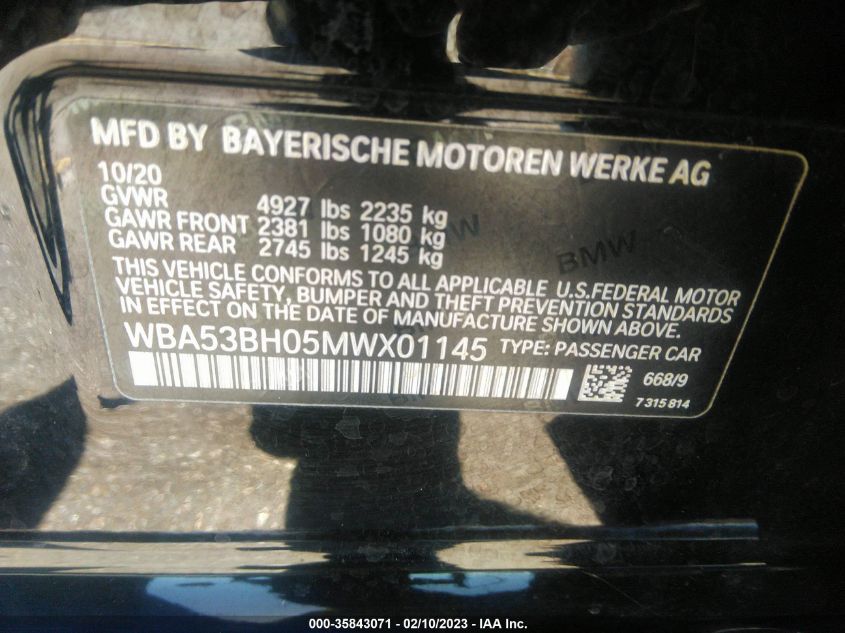 MFD BY BAYERISCHE MOTOREN WERKE AG
10/20
GVWR 4927 lbs 2235 kg
GAWR FRONT 2381 lbs 1080 kg
GAWR REAR 2745 lbs 1245 kg
THIS VEHICLE CONFORMS TO ALL APPLICABLE U.S.FEDERAL MOTOR
VEHICLE SAFETY, BUMPER AND THEFT PREVENTION STANDARDS
IN EFFECT ON THE DATE OF MANUFACTURE SHOWN ABOVE.
WBA53BH05MWX01145 TYPE: PASSENGER CAR
668/9
7315814
BMW
BMW
000-35843071 - 02/10/2023 - IAA Inc.